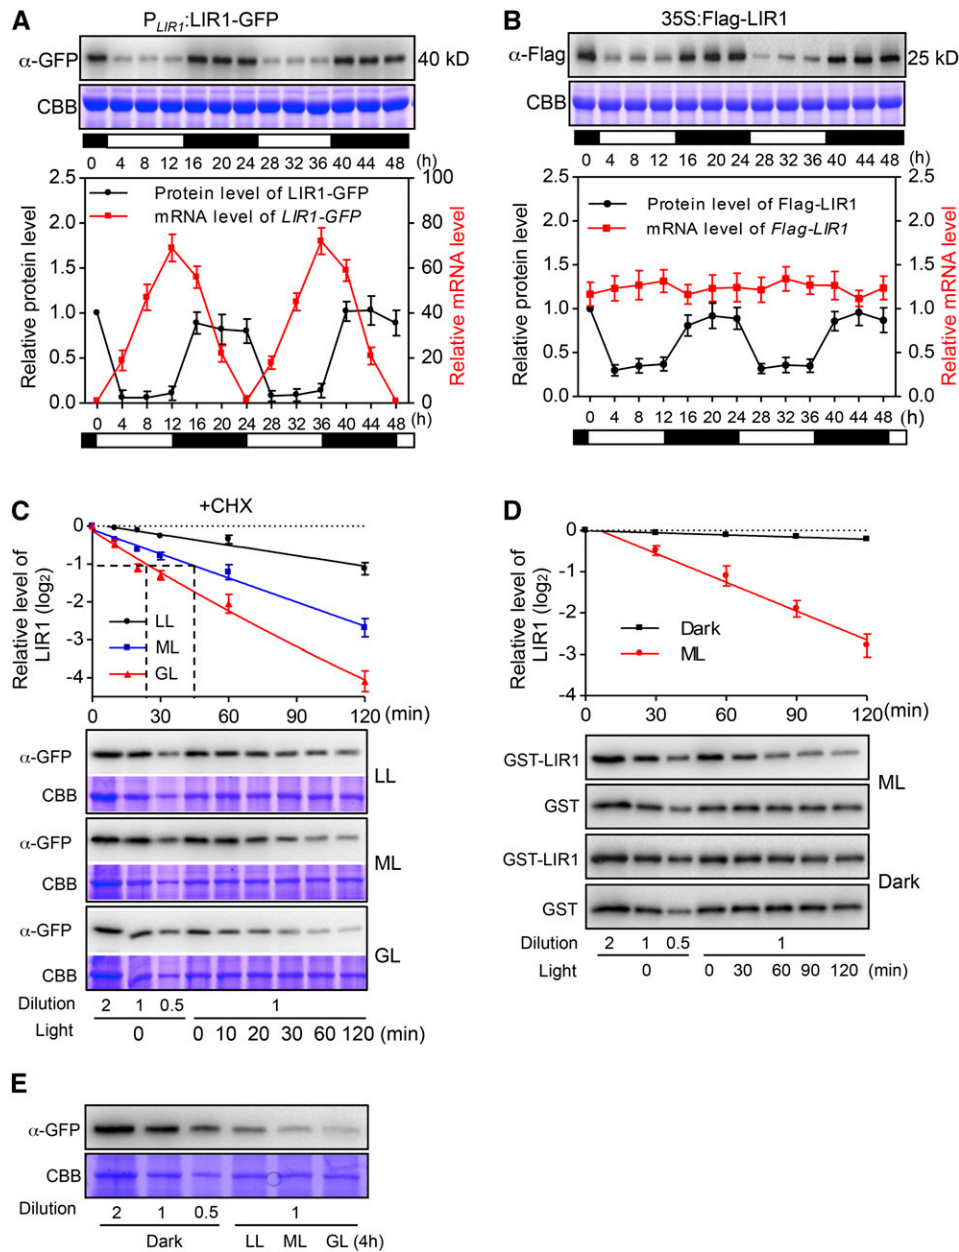 A
P_LIR1:LIR1-GFP
α-GFP
40 kD
CBB
0 4 8 12 16 20 24 28 32 36 40 44 48 (h)
2.5
2.0
1.5
1.0
0.5
0.0
Relative protein level
Protein level of LIR1-GFP
mRNA level of LIR1-GFP
100
80
60
40
20
0
Relative mRNA level
0 4 8 12 16 20 24 28 32 36 40 44 48 (h)
B
35S:Flag-LIR1
α-Flag
25 kD
CBB
0 4 8 12 16 20 24 28 32 36 40 44 48 (h)
2.5
2.0
1.5
1.0
0.5
0.0
Relative protein level
Protein level of Flag-LIR1
mRNA level of Flag-LIR1
2.5
2.0
1.5
1.0
0.5
0.0
Relative mRNA level
0 4 8 12 16 20 24 28 32 36 40 44 48 (h)
C
+CHX
0
-1
-2
-3
-4
Relative level of
LIR1 (log2)
LL
ML
GL
0 30 60 90 120 (min)
α-GFP
CBB
LL
α-GFP
CBB
ML
α-GFP
CBB
GL
Dilution 2 1 0.5 1
Light 0 0 10 20 30 60 120 (min)
D
0
-1
-2
-3
-4
Relative level of
LIR1 (log2)
Dark
ML
0 30 60 90 120 (min)
GST-LIR1
GST
ML
GST-LIR1
GST
Dark
Dilution 2 1 0.5 1
Light 0 0 30 60 90 120 (min)
E
α-GFP
CBB
Dilution 2 1 0.5 1
Dark LL ML GL (4h)